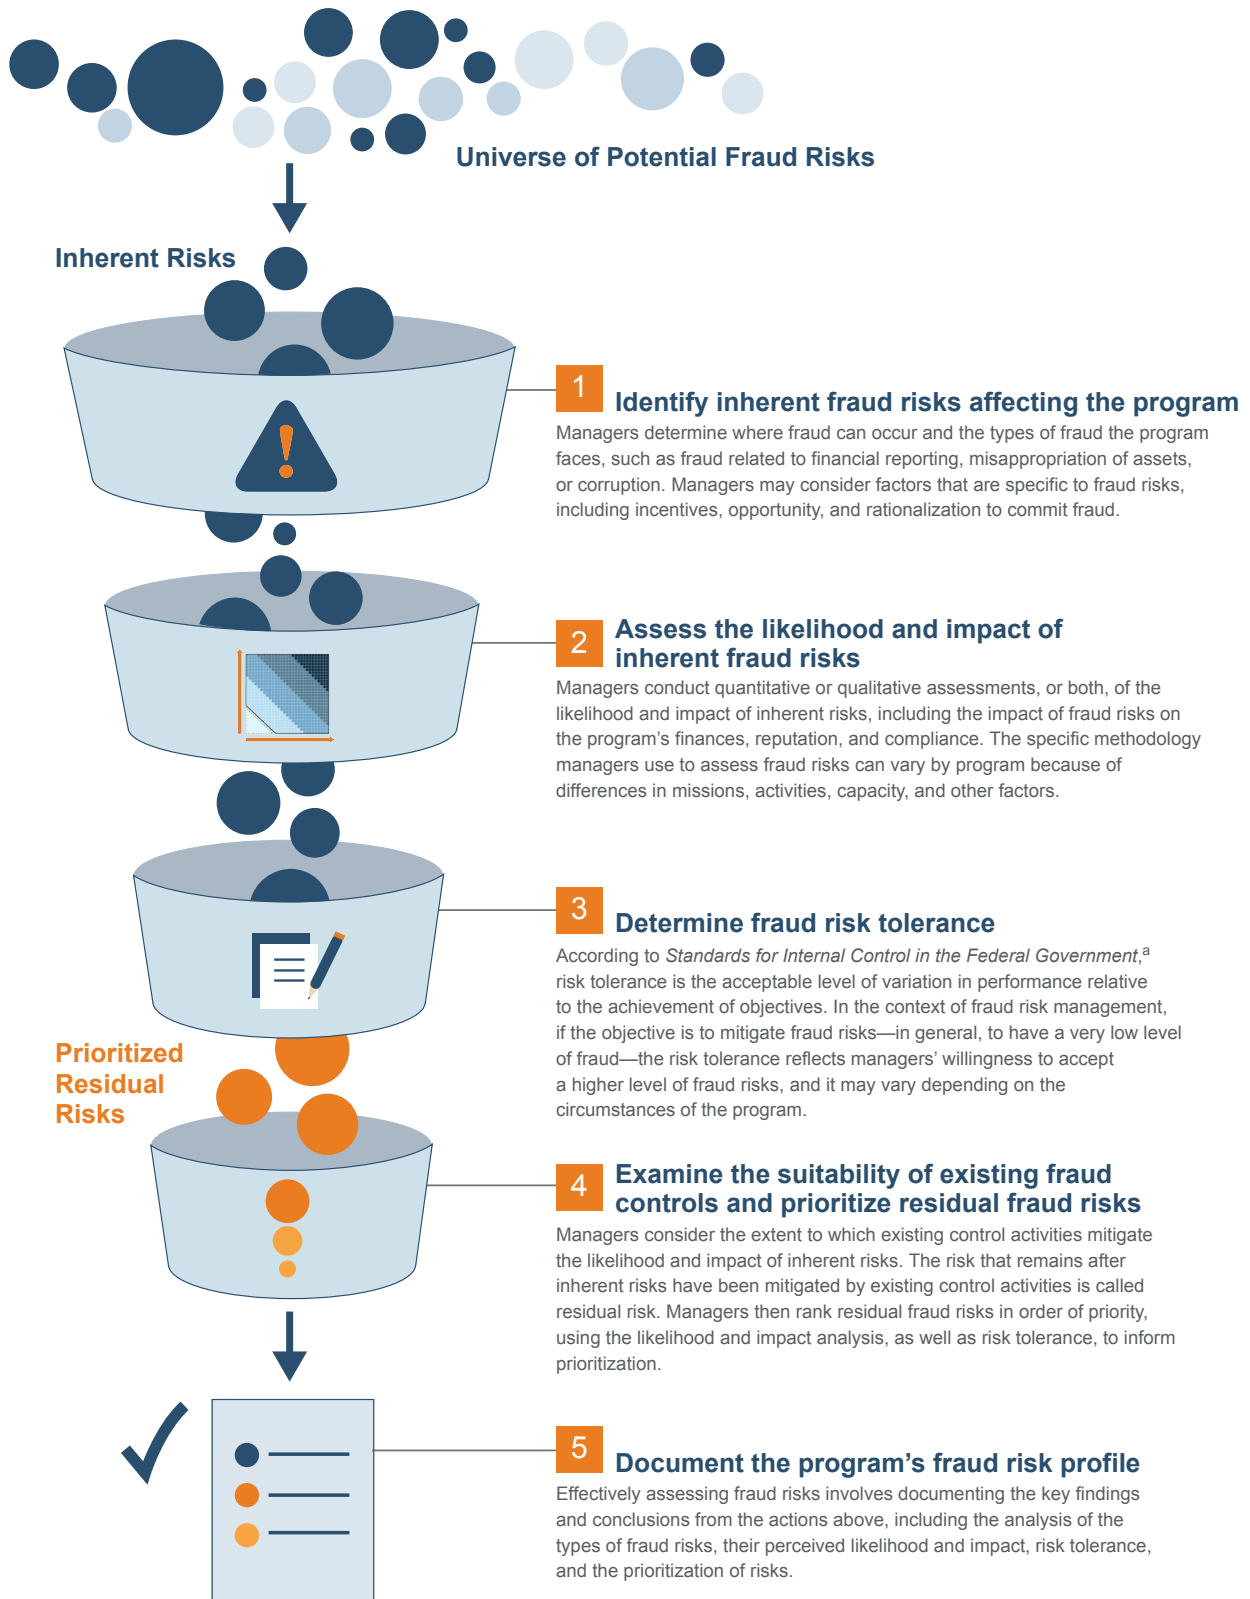 Universe of Potential Fraud Risks
Inherent Risks
1
Identify inherent fraud risks affecting the program
Managers determine where fraud can occur and the types of fraud the program
faces, such as fraud related to financial reporting, misappropriation of assets,
or corruption. Managers may consider factors that are specific to fraud risks,
including incentives, opportunity, and rationalization to commit fraud.
2
Assess the likelihood and impact of
inherent fraud risks
Managers conduct quantitative or qualitative assessments, or both, of the
likelihood and impact of inherent risks, including the impact of fraud risks on
the program’s finances, reputation, and compliance. The specific methodology
managers use to assess fraud risks can vary by program because of
differences in missions, activities, capacity, and other factors.
3
Determine fraud risk tolerance
According to Standards for Internal Control in the Federal Government,a
risk tolerance is the acceptable level of variation in performance relative
to the achievement of objectives. In the context of fraud risk management,
if the objective is to mitigate fraud risks—in general, to have a very low level
of fraud—the risk tolerance reflects managers’ willingness to accept
a higher level of fraud risks, and it may vary depending on the
circumstances of the program.
Prioritized
Residual
Risks
4
Examine the suitability of existing fraud
controls and prioritize residual fraud risks
Managers consider the extent to which existing control activities mitigate
the likelihood and impact of inherent risks. The risk that remains after
inherent risks have been mitigated by existing control activities is called
residual risk. Managers then rank residual fraud risks in order of priority,
using the likelihood and impact analysis, as well as risk tolerance, to inform
prioritization.
5
Document the program’s fraud risk profile
Effectively assessing fraud risks involves documenting the key findings
and conclusions from the actions above, including the analysis of the
types of fraud risks, their perceived likelihood and impact, risk tolerance,
and the prioritization of risks.